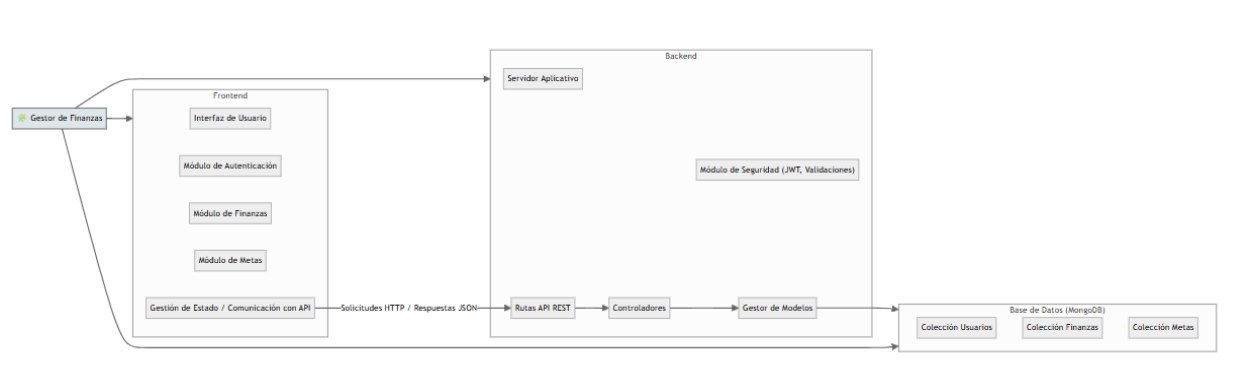 Gestor de Finanzas
Frontend
Interfaz de Usuario
Módulo de Autenticación
Módulo de Finanzas
Módulo de Metas
Gestión de Estado / Comunicación con API
Solicitudes HTTP / Respuestas JSON
Backend
Servidor Aplicativo
Módulo de Seguridad (JWT, Validaciones)
Rutas API REST
Controladores
Gestor de Modelos
Base de Datos (MongoDB)
Colección Usuarios
Colección Finanzas
Colección Metas